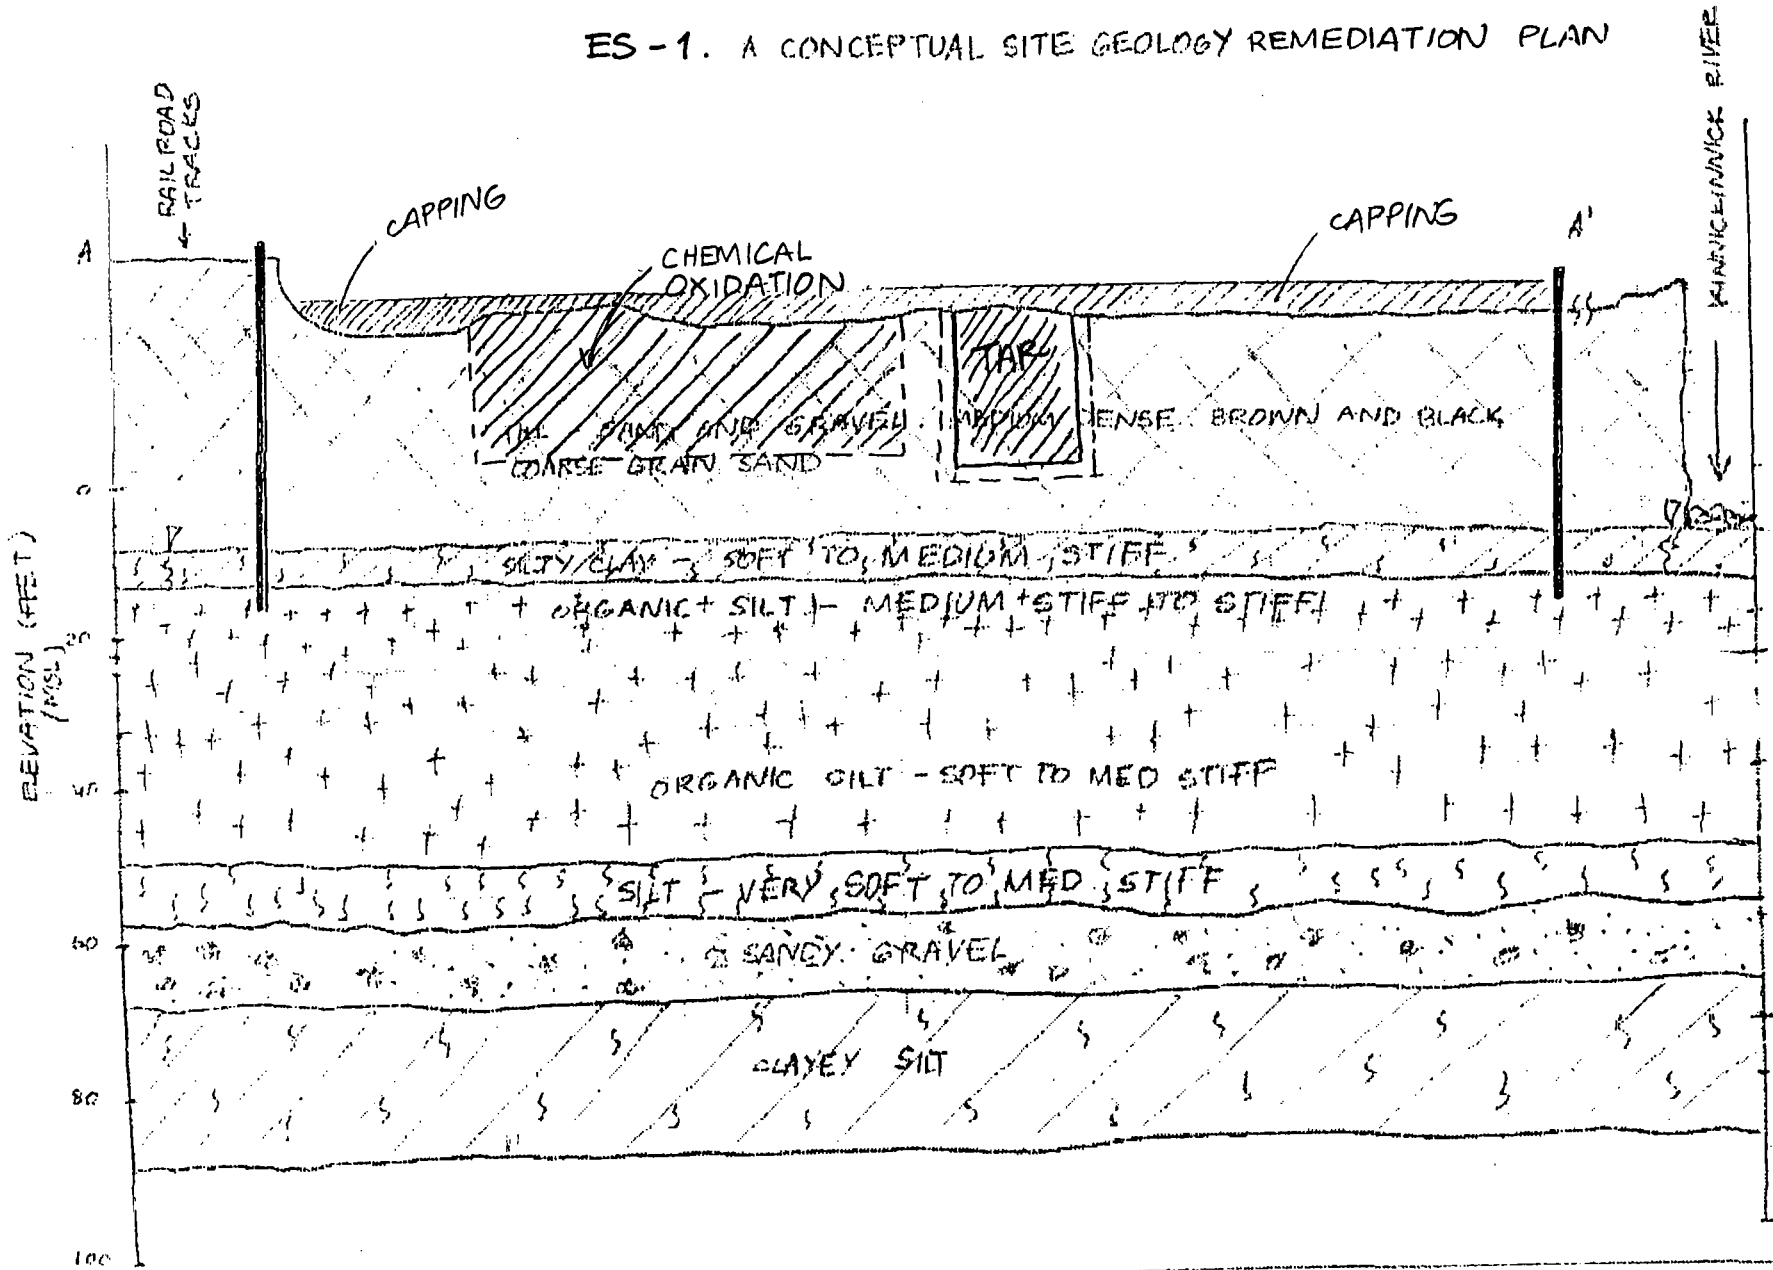 ES-1. A CONCEPTUAL SITE GEOLOGY REMEDIATION PLAN
← RAILROAD
TRACKS
KINNICKINNICK RIVER
A
CAPPING
CHEMICAL
OXIDATION
CAPPING
A'
TAR
SAND AND GRAVEL. MEDIUM DENSE. BROWN AND BLACK
COARSE GRAIN SAND
0
SILTY/CLAY - SOFT TO MEDIUM STIFF
ORGANIC SILT - MEDIUM STIFF TO STIFF
20
ELEVATION (FEET)
/MSL)
ORGANIC SILT - SOFT TO MED STIFF
40
SILT - VERY SOFT TO MED STIFF
60
SANDY GRAVEL
CLAYEY SILT
80
100